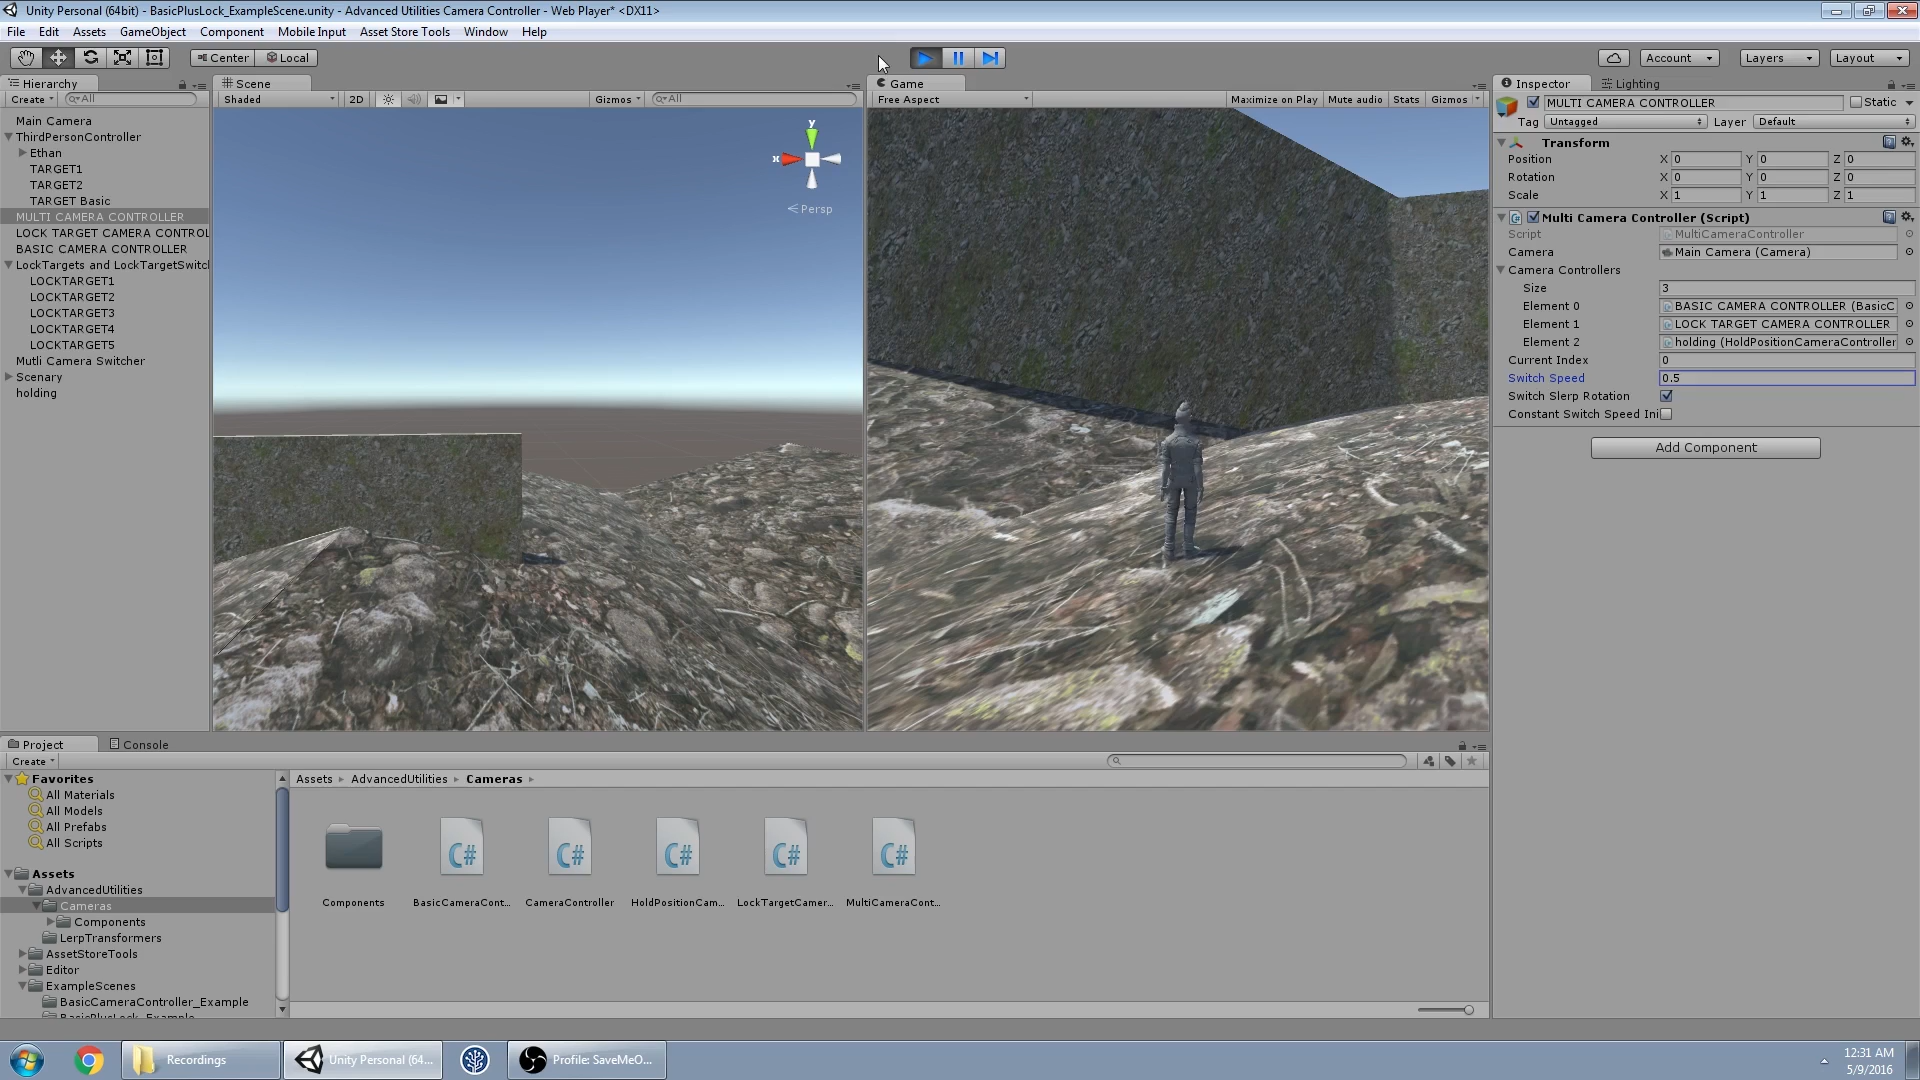 Unity Personal (64bit) - BasicPlusLock_ExampleScene.unity - Advanced Utilities Camera Controller - Web Player* <DX11>
File Edit Assets GameObject Component Mobile Input Asset Store Tools Window Help
Center Local Account Layers Layout
Hierarchy
Create All
Main Camera
ThirdPersonController
Ethan
TARGET1
TARGET2
TARGET Basic
MULTI CAMERA CONTROLLER
LOCK TARGET CAMERA CONTROL
BASIC CAMERA CONTROLLER
LockTargets and LockTargetSwitch
LOCKTARGET1
LOCKTARGET2
LOCKTARGET3
LOCKTARGET4
LOCKTARGET5
Mutli Camera Switcher
Scenary
holding
Scene
Shaded 2D Gizmos All
y
x
Persp
Game
Free Aspect Maximize on Play Mute audio Stats Gizmos
Inspector Lighting
MULTI CAMERA CONTROLLER Static
Tag Untagged Layer Default
Transform
Position X 0 Y 0 Z 0
Rotation X 0 Y 0 Z 0
Scale X 1 Y 1 Z 1
Multi Camera Controller (Script)
Script MultiCameraController
Camera Main Camera (Camera)
Camera Controllers
Size 3
Element 0 BASIC CAMERA CONTROLLER (BasicC
Element 1 LOCK TARGET CAMERA CONTROLLER
Element 2 holding (HoldPositionCameraController
Current Index 0
Switch Speed 0.5
Switch Slerp Rotation
Constant Switch Speed Ini
Add Component
Project Console
Create
Favorites
All Materials
All Models
All Prefabs
All Scripts
Assets
AdvancedUtilities
Cameras
Components
LerpTransformers
AssetStoreTools
Editor
ExampleScenes
BasicCameraController_Example
BasicPlusLock_Example
Assets AdvancedUtilities Cameras
C# C# C# C# C#
Components BasicCameraCont... CameraController HoldPositionCam... LockTargetCamer... MultiCameraCont...
Recordings
Unity Personal (64...
Profile: SaveMeO...
12:31 AM
5/9/2016